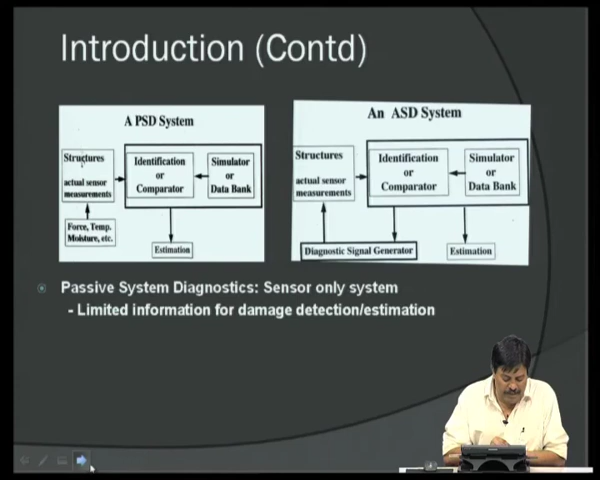 Introduction (Contd)
A PSD System
Structures
actual sensor
measurements
Identification
or
Comparator
Simulator
or
Data Bank
Force, Temp.
Moisture, etc.
Estimation
An ASD System
Structures
actual sensor
measurements
Identification
or
Comparator
Simulator
or
Data Bank
Diagnostic Signal Generator
Estimation
Passive System Diagnostics: Sensor only system
- Limited information for damage detection/estimation